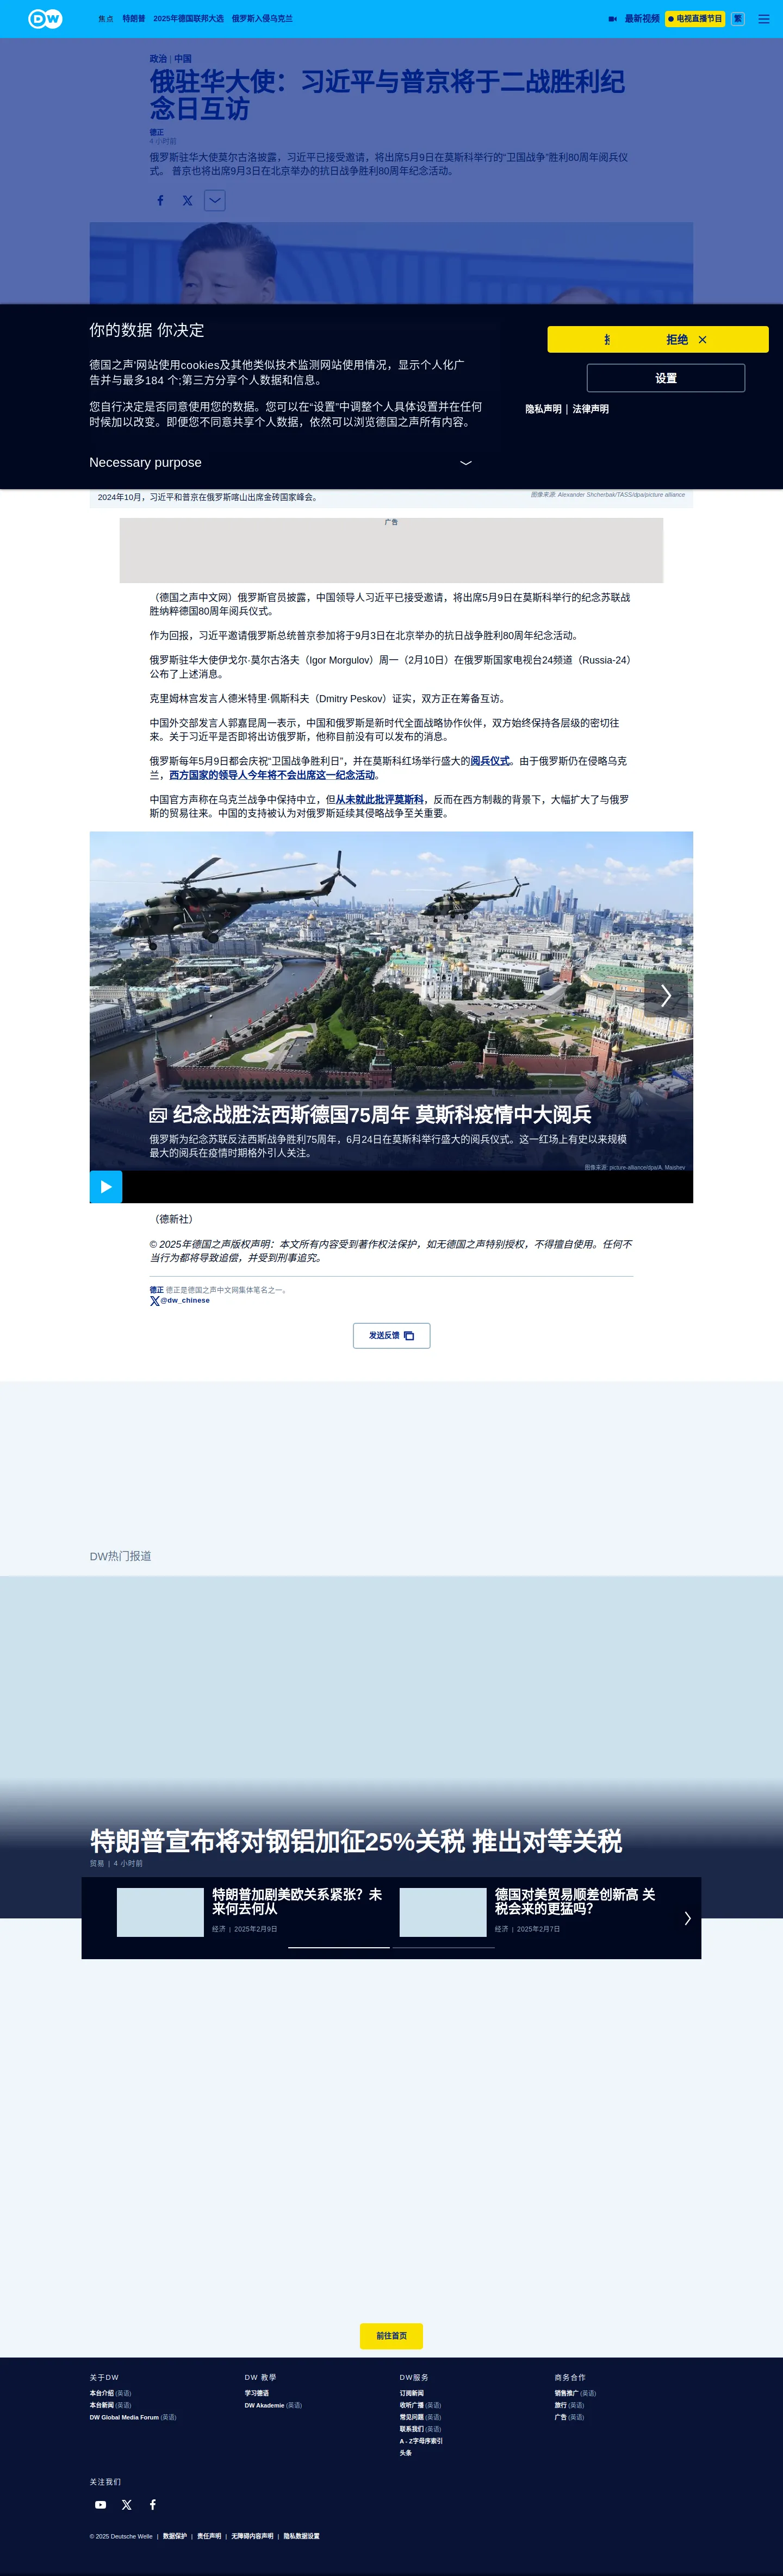 DW
焦点 特朗普 2025年德国联邦大选 俄罗斯入侵乌克兰 最新视频 电视直播节目 繁
政治 | 中国
俄驻华大使：习近平与普京将于二战胜利纪
念日互访
德正
4 小时前
俄罗斯驻华大使莫尔古洛披露，习近平已接受邀请，将出席5月9日在莫斯科举行的“卫国战争”胜利80周年阅兵仪
式。 普京也将出席9月3日在北京举办的抗日战争胜利80周年纪念活动。
你的数据 你决定
拒绝
德国之声'网站使用cookies及其他类似技术监测网站使用情况，显示个人化广
告并与最多184 个;第三方分享个人数据和信息。
设置
您自行决定是否同意使用您的数据。您可以在“设置”中调整个人具体设置并在任何
时候加以改变。即便您不同意共享个人数据，依然可以浏览德国之声所有内容。
隐私声明 | 法律声明
Necessary purpose
2024年10月，习近平和普京在俄罗斯喀山出席金砖国家峰会。
图像来源: Alexander Shcherbak/TASS/dpa/picture alliance
广告
（德国之声中文网）俄罗斯官员披露，中国领导人习近平已接受邀请，将出席5月9日在莫斯科举行的纪念苏联战
胜纳粹德国80周年阅兵仪式。
作为回报，习近平邀请俄罗斯总统普京参加将于9月3日在北京举办的抗日战争胜利80周年纪念活动。
俄罗斯驻华大使伊戈尔·莫尔古洛夫（Igor Morgulov）周一（2月10日）在俄罗斯国家电视台24频道（Russia-24）
公布了上述消息。
克里姆林宫发言人德米特里·佩斯科夫（Dmitry Peskov）证实，双方正在筹备互访。
中国外交部发言人郭嘉昆周一表示，中国和俄罗斯是新时代全面战略协作伙伴，双方始终保持各层级的密切往
来。关于习近平是否即将出访俄罗斯，他称目前没有可以发布的消息。
俄罗斯每年5月9日都会庆祝“卫国战争胜利日”，并在莫斯科红场举行盛大的阅兵仪式。由于俄罗斯仍在侵略乌克
兰，西方国家的领导人今年将不会出席这一纪念活动。
中国官方声称在乌克兰战争中保持中立，但从未就此批评莫斯科，反而在西方制裁的背景下，大幅扩大了与俄罗
斯的贸易往来。中国的支持被认为对俄罗斯延续其侵略战争至关重要。
纪念战胜法西斯德国75周年 莫斯科疫情中大阅兵
俄罗斯为纪念苏联反法西斯战争胜利75周年，6月24日在莫斯科举行盛大的阅兵仪式。这一红场上有史以来规模
最大的阅兵在疫情时期格外引人关注。
图像来源: picture-alliance/dpa/A. Maishev
（德新社）
© 2025年德国之声版权声明：本文所有内容受到著作权法保护，如无德国之声特别授权，不得擅自使用。任何不
当行为都将导致追偿，并受到刑事追究。
德正 德正是德国之声中文网集体笔名之一。
@dw_chinese
发送反馈
DW热门报道
特朗普宣布将对钢铝加征25%关税 推出对等关税
贸易 | 4 小时前
特朗普加剧美欧关系紧张？未
来何去何从
经济 | 2025年2月9日
德国对美贸易顺差创新高 关
税会来的更猛吗？
经济 | 2025年2月7日
前往首页
关于DW
本台介绍 (英语)
本台新闻 (英语)
DW Global Media Forum (英语)
DW 教學
学习德语
DW Akademie (英语)
DW服务
订阅新闻
收听广播 (英语)
常见问题 (英语)
联系我们 (英语)
A - Z字母序索引
头条
商务合作
销售推广 (英语)
旅行 (英语)
广告 (英语)
关注我们
© 2025 Deutsche Welle | 数据保护 | 责任声明 | 无障碍内容声明 | 隐私数据设置